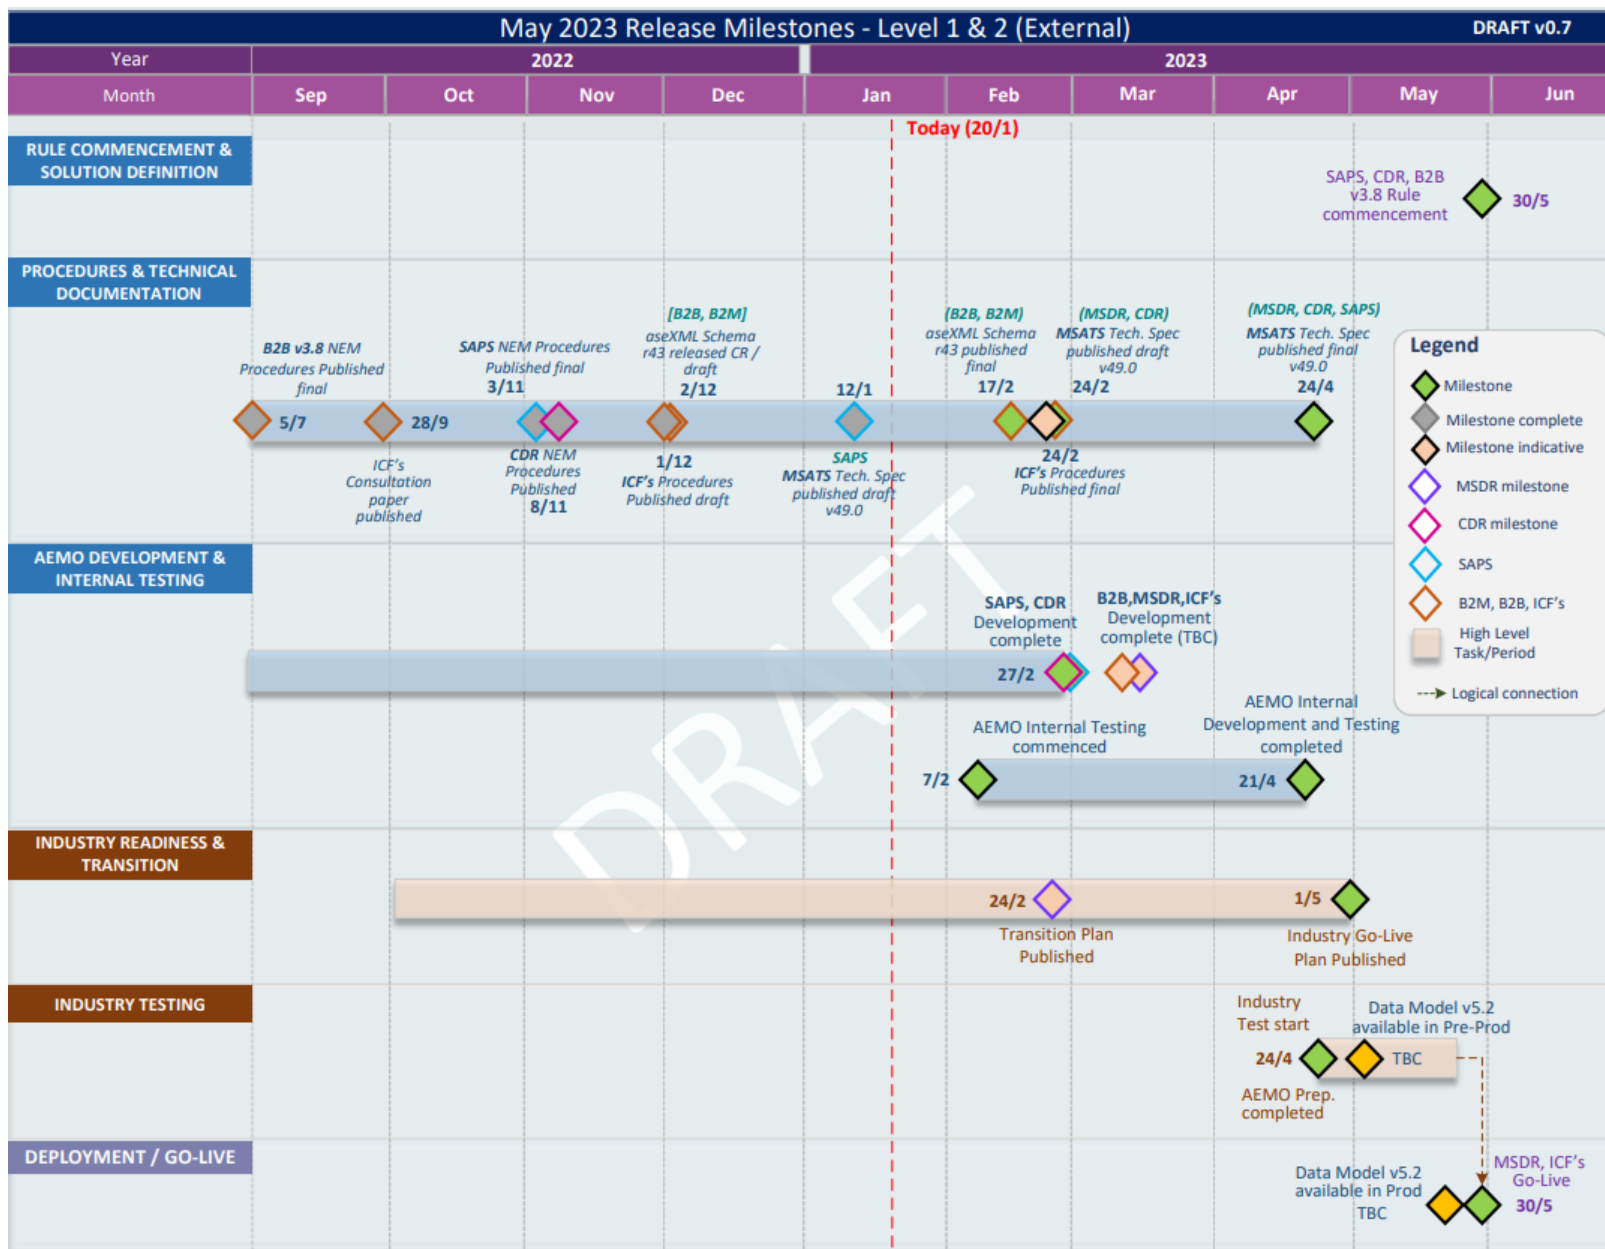 May 2023 Release Milestones - Level 1 & 2 (External)
DRAFT v0.7
Year
2022
2023
Month
Sep
Oct
Nov
Dec
Jan
Feb
Mar
Apr
May
Jun
Today (20/1)
RULE COMMENCEMENT &
SOLUTION DEFINITION
SAPS, CDR, B2B
v3.8 Rule
commencement
30/5
PROCEDURES & TECHNICAL
DOCUMENTATION
B2B v3.8 NEM
Procedures Published
final
5/7
28/9
ICF's
Consultation
paper
published
SAPS NEM Procedures
Published final
3/11
CDR NEM
Procedures
Published
8/11
[B2B, B2M]
aseXML Schema
r43 released CR /
draft
2/12
1/12
ICF's Procedures
Published draft
12/1
SAPS
MSATS Tech. Spec
published draft
v49.0
(B2B, B2M)
aseXML Schema
r43 published
final
17/2
(MSDR, CDR)
MSATS Tech. Spec
published draft
v49.0
24/2
24/2
ICF's Procedures
Published final
(MSDR, CDR, SAPS)
MSATS Tech. Spec
published final
v49.0
24/4
Legend
Milestone
Milestone complete
Milestone indicative
MSDR milestone
CDR milestone
SAPS
B2M, B2B, ICF's
High Level
Task/Period
Logical connection
AEMO DEVELOPMENT &
INTERNAL TESTING
SAPS, CDR
Development
complete
27/2
B2B,MSDR,ICF's
Development
complete (TBC)
AEMO Internal Testing
commenced
7/2
AEMO Internal
Development and Testing
completed
21/4
DRAFT
INDUSTRY READINESS &
TRANSITION
24/2
Transition Plan
Published
1/5
Industry Go-Live
Plan Published
INDUSTRY TESTING
Industry
Test start
24/4
AEMO Prep.
completed
Data Model v5.2
available in Pre-Prod
TBC
DEPLOYMENT / GO-LIVE
Data Model v5.2
available in Prod
TBC
MSDR, ICF's
Go-Live
30/5